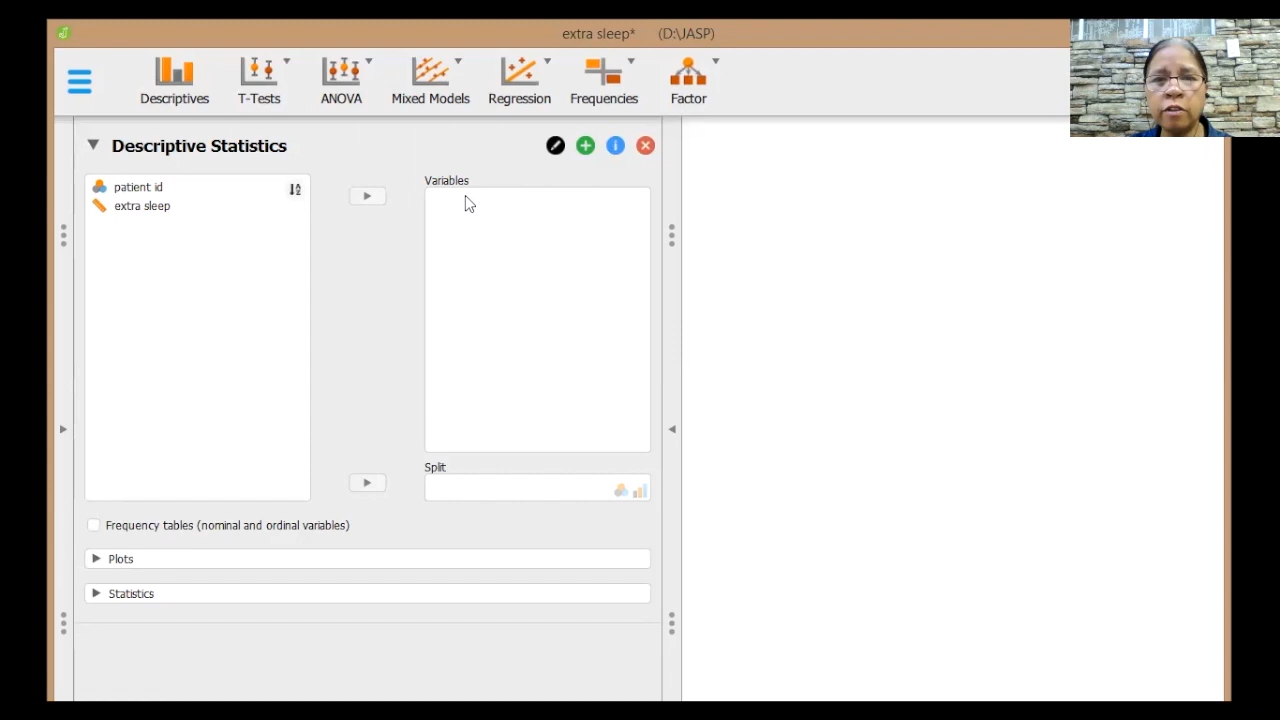 extra sleep* (D:\JASP)
Descriptives T-Tests ANOVA Mixed Models Regression Frequencies Factor
Descriptive Statistics
patient id
extra sleep
Variables
Split
Frequency tables (nominal and ordinal variables)
Plots
Statistics